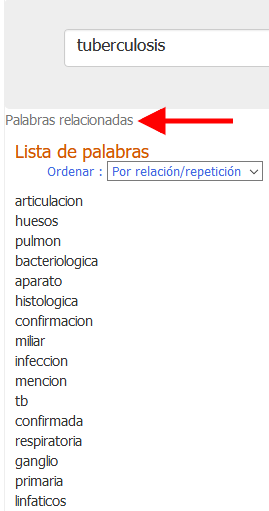 tuberculosis
Palabras relacionadas
Lista de palabras
Ordenar : Por relación/repetición
articulacion
huesos
pulmon
bacteriologica
aparato
histologica
confirmacion
miliar
infeccion
mencion
tb
confirmada
respiratoria
ganglio
primaria
linfaticos